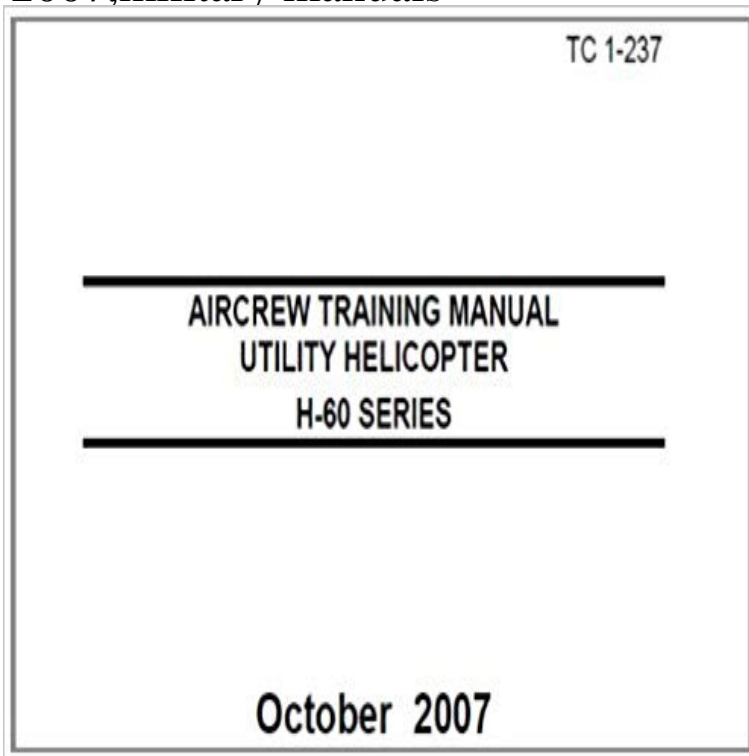 TC 1-237
AIRCREW TRAINING MANUAL
UTILITY HELICOPTER
H-60 SERIES
October 2007